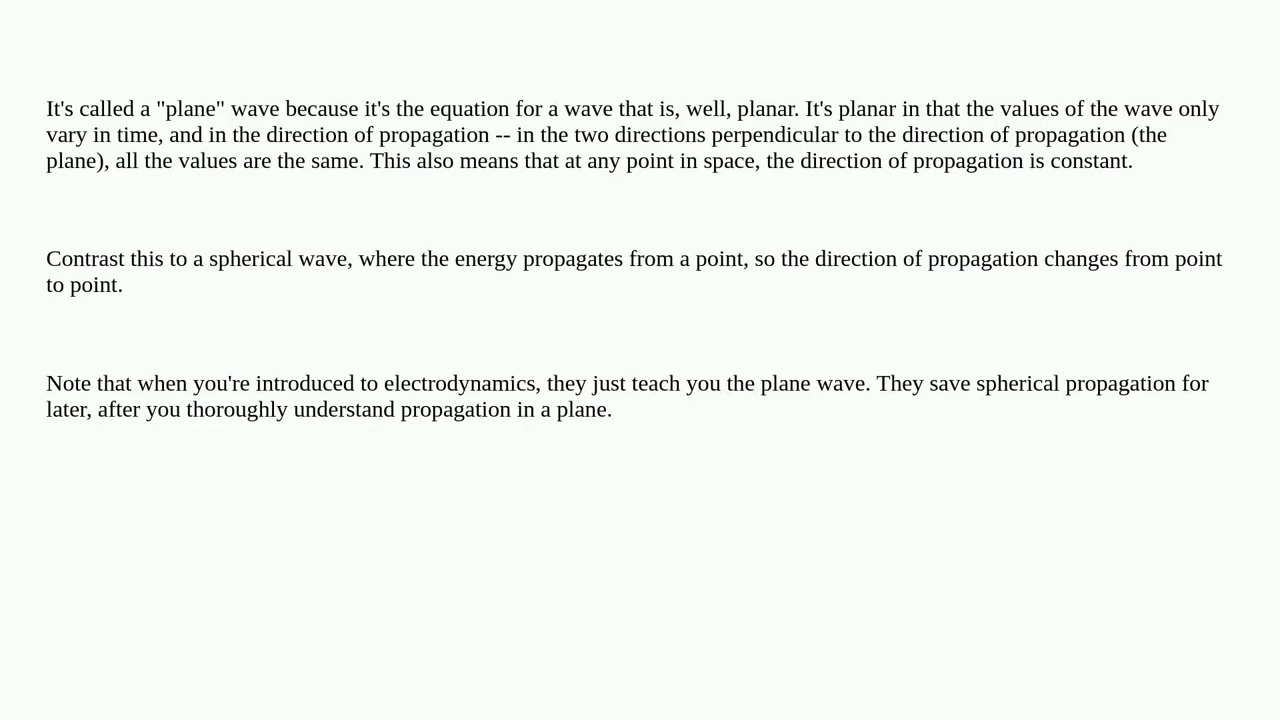 It's called a "plane" wave because it's the equation for a wave that is, well, planar. It's planar in that the values of the wave only
vary in time, and in the direction of propagation -- in the two directions perpendicular to the direction of propagation (the
plane), all the values are the same. This also means that at any point in space, the direction of propagation is constant.
Contrast this to a spherical wave, where the energy propagates from a point, so the direction of propagation changes from point
to point.
Note that when you're introduced to electrodynamics, they just teach you the plane wave. They save spherical propagation for
later, after you thoroughly understand propagation in a plane.